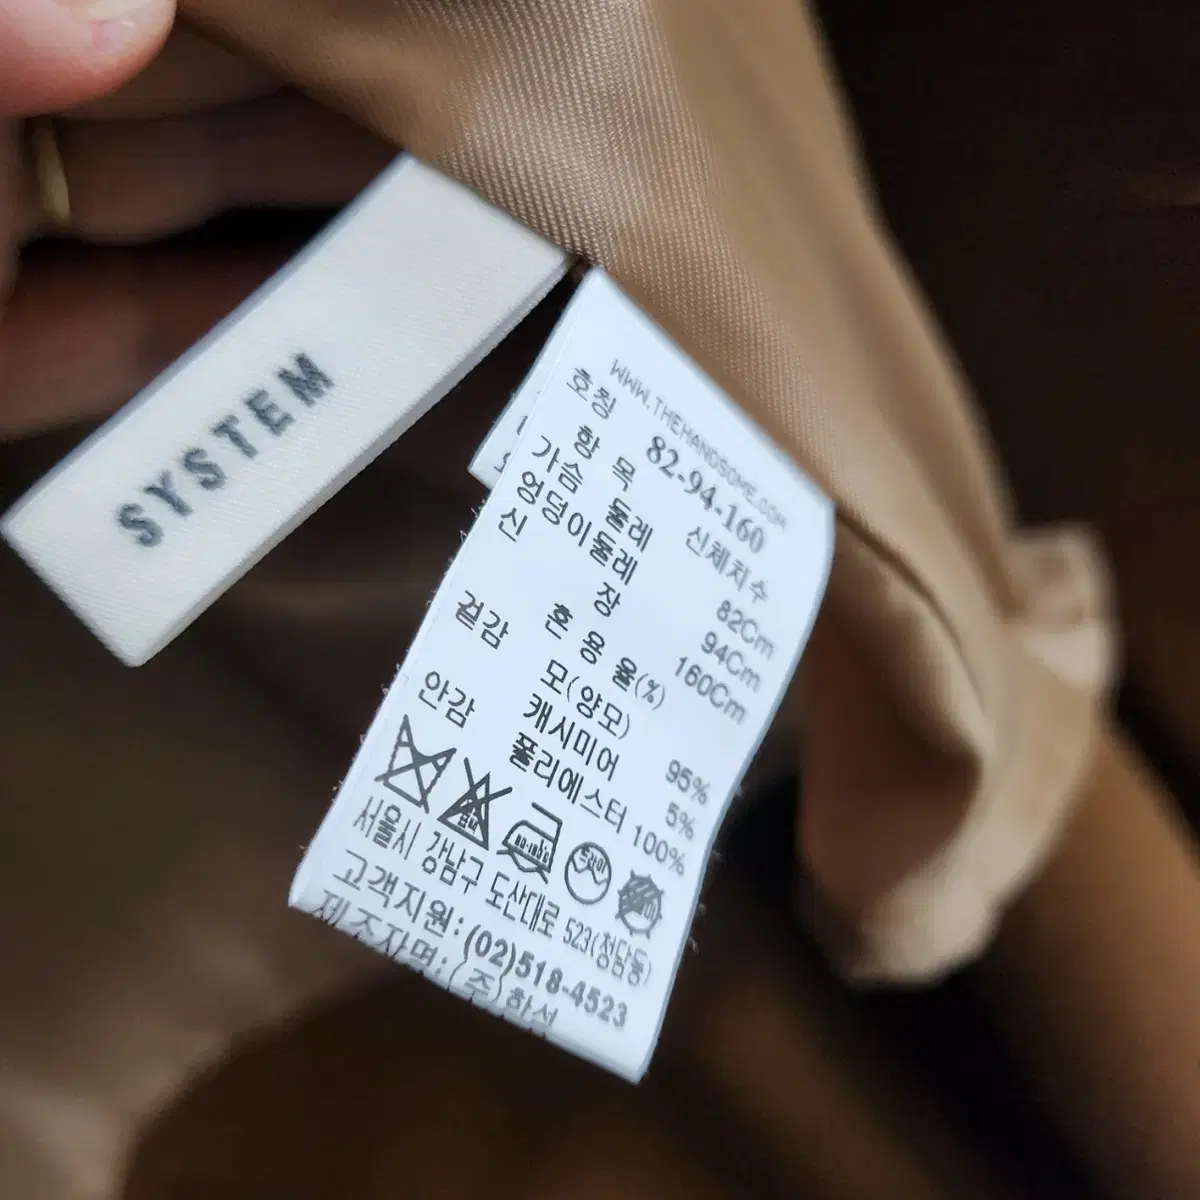 SYSTEM
WWW.THEHANDSOME.COM
호칭 82-94-160
항 목 신체치수
가슴 둘레 82Cm
엉덩이둘레 94Cm
신 장 160Cm
혼 용 율(%)
겉감 모(양모) 95%
캐시미어 5%
안감 폴리에스터 100%
서울시 강남구 도산대로 523(청담동)
고객지원:(02)518-4523
제조자명:(주)한섬